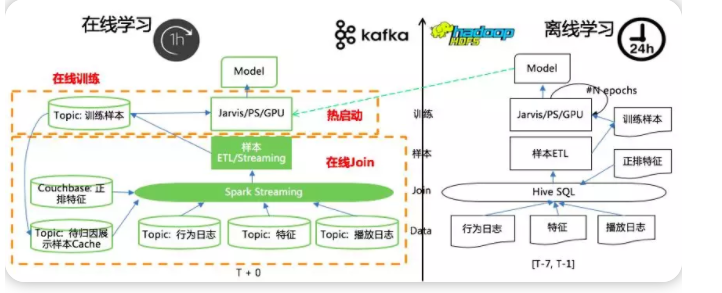 在线学习
1h
kafka
hadoop
HDFS
离线学习
24h
在线训练
Model
Model
#N epochs
Topic: 训练样本
Jarvis/PS/GPU
热启动
训练
Jarvis/PS/GPU
训练样本
样本
ETL/Streaming
在线Join
样本
样本ETL
正排特征
Couchbase: 正
排特征
Spark Streaming
Join
Hive SQL
Topic: 待归因展
示样本Cache
Topic: 行为日志
Topic: 特征
Topic: 播放日志
Data
行为日志
特征
播放日志
T + 0
[T-7, T-1]